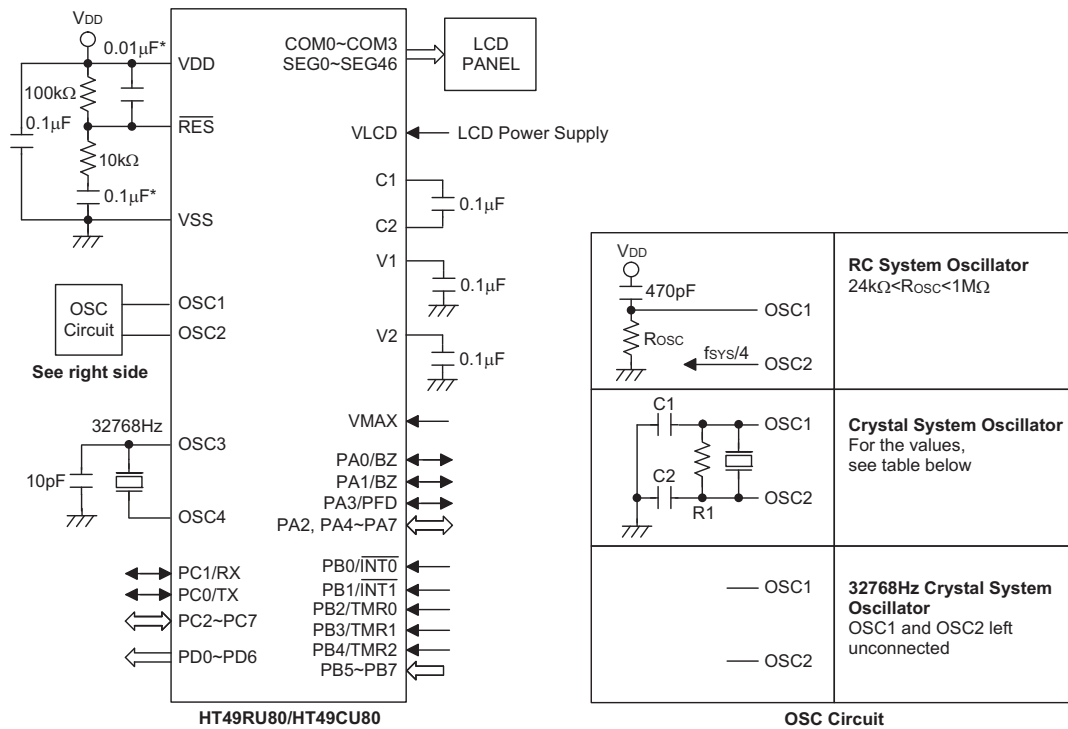 VDD
0.01μF*
VDD
100kΩ
0.1μF
RES
10kΩ
0.1μF*
VSS
OSC
Circuit
OSC1
OSC2
See right side
32768Hz
OSC3
10pF
OSC4
PC1/RX
PC0/TX
PC2~PC7
PD0~PD6
COM0~COM3
SEG0~SEG46
LCD
PANEL
VLCD
LCD Power Supply
C1
0.1μF
C2
V1
0.1μF
V2
0.1μF
VMAX
PA0/BZ
PA1/BZ
PA3/PFD
PA2, PA4~PA7
PB0/INT0
PB1/INT1
PB2/TMR0
PB3/TMR1
PB4/TMR2
PB5~PB7
HT49RU80/HT49CU80
VDD
470pF
OSC1
ROSC
fSYS/4
OSC2
RC System Oscillator
24kΩ<ROSC<1MΩ
C1
OSC1
C2
OSC2
R1
Crystal System Oscillator
For the values,
see table below
OSC1
OSC2
32768Hz Crystal System
Oscillator
OSC1 and OSC2 left
unconnected
OSC Circuit